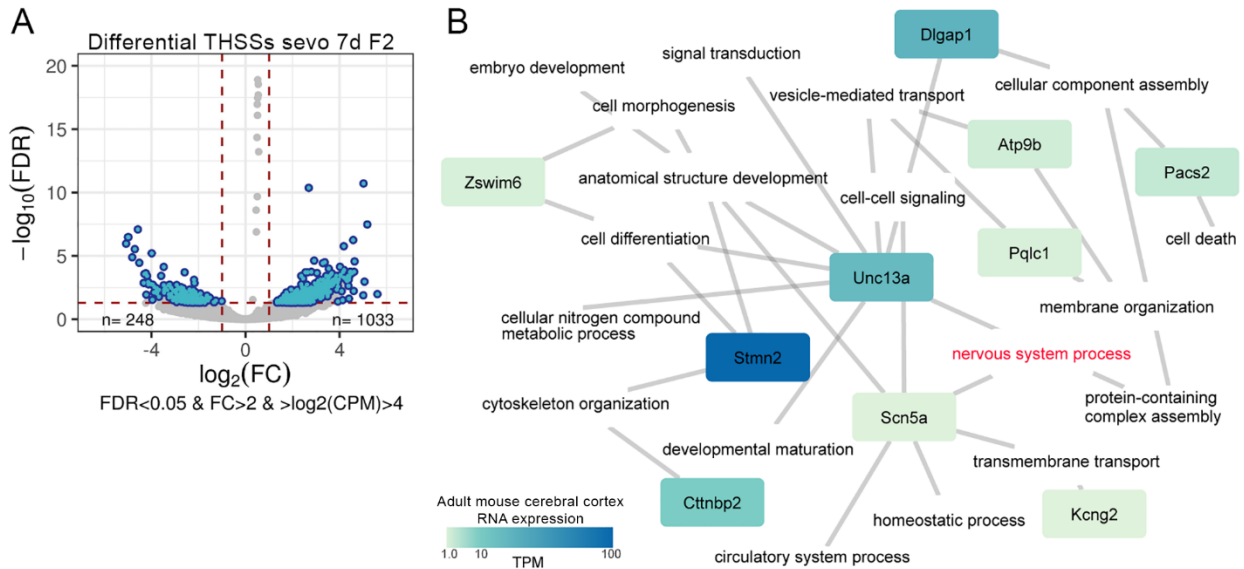 A
Differential THSSs sevo 7d F2
20
15
10
5
0
−log10(FDR)
n= 248
n= 1033
-4
0
4
log2(FC)
FDR<0.05 & FC>2 & >log2(CPM)>4
B
Dlgap1
signal transduction
embryo development
cellular component assembly
vesicle-mediated transport
cell morphogenesis
Atp9b
Pacs2
Zswim6
anatomical structure development
cell-cell signaling
cell differentiation
cell death
Pqlc1
Unc13a
membrane organization
cellular nitrogen compound
metabolic process
Stmn2
nervous system process
protein-containing
complex assembly
cytoskeleton organization
Scn5a
developmental maturation
transmembrane transport
Cttnbp2
Kcng2
homeostatic process
circulatory system process
Adult mouse cerebral cortex
RNA expression
1.0
10
100
TPM